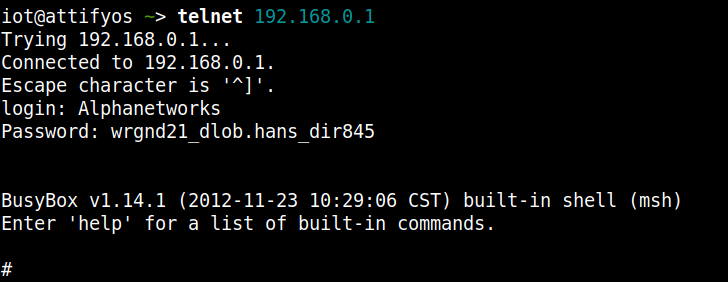 iot@attifyos ~> telnet 192.168.0.1
Trying 192.168.0.1...
Connected to 192.168.0.1.
Escape character is '^]'.
login: Alphanetworks
Password: wrgnd21_dlob.hans_dir845
BusyBox v1.14.1 (2012-11-23 10:29:06 CST) built-in shell (msh)
Enter 'help' for a list of built-in commands.
#